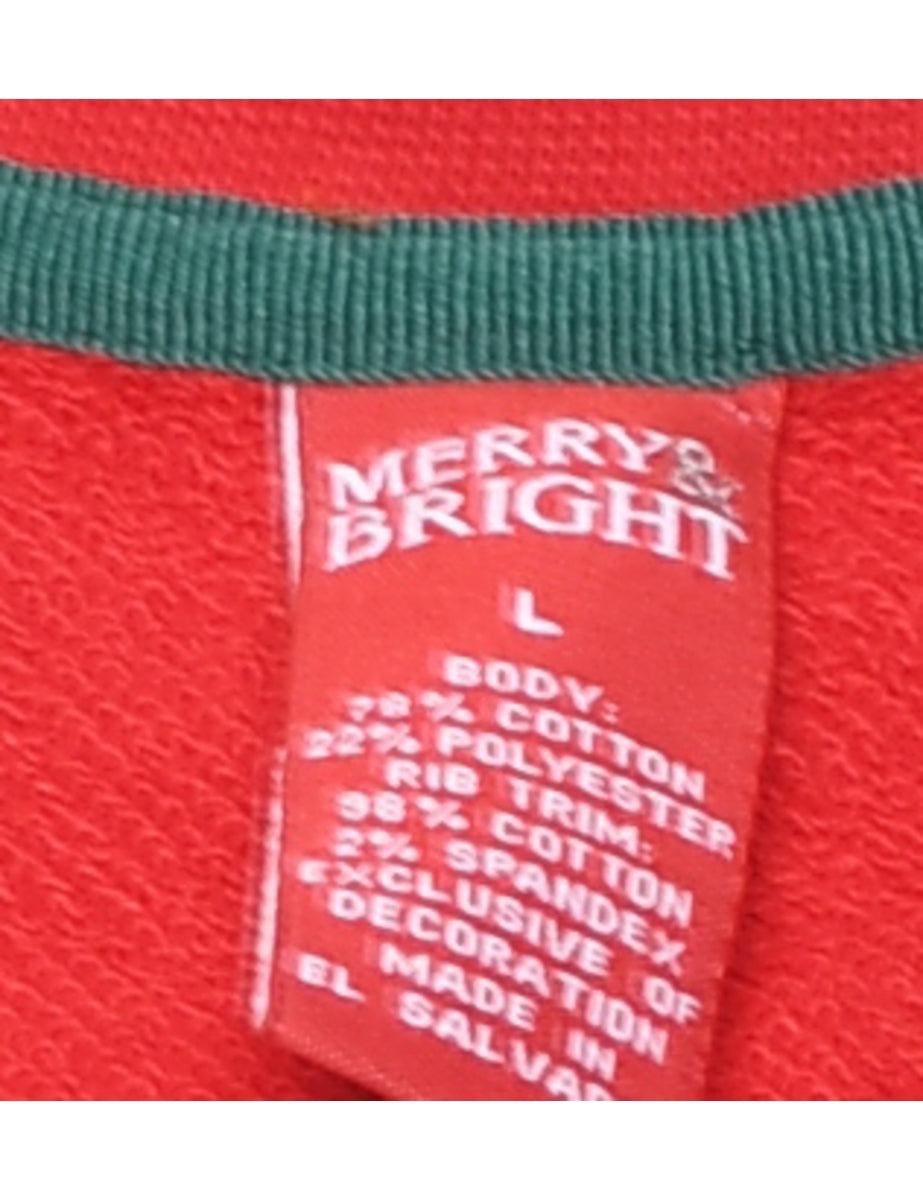 MERRY &
BRIGHT
L
BODY:
78% COTTON
22% POLYESTER
RIB TRIM:
98% COTTON
2% SPANDEX
EXCLUSIVE OF
DECORATION
MADE IN
EL SALVAD